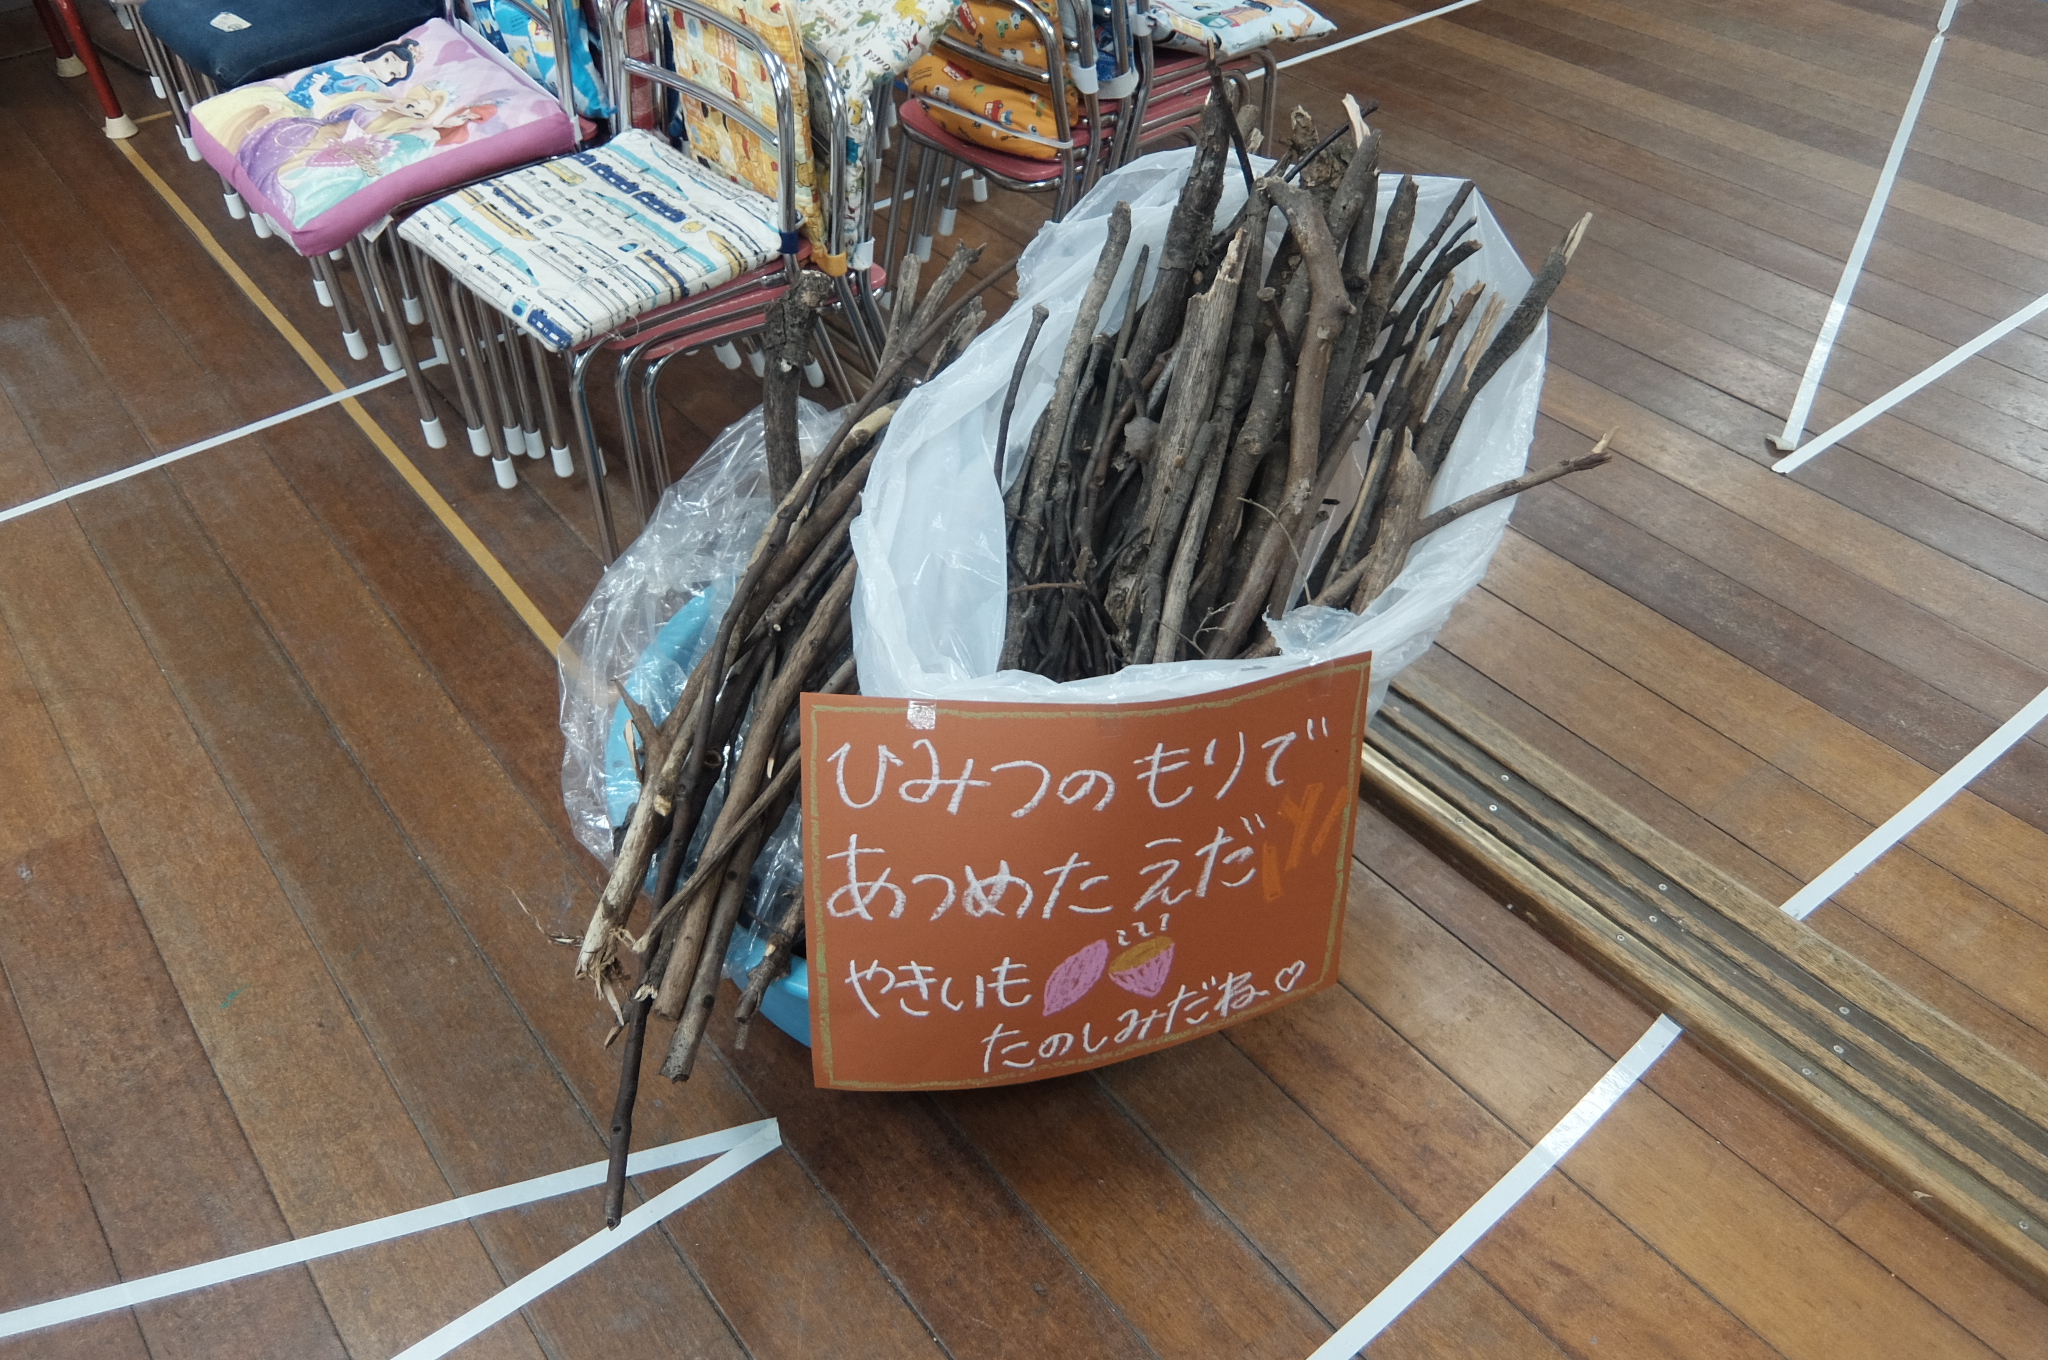 ひみつのもりで
あつめたえだ
やきいも
たのしみだね♡